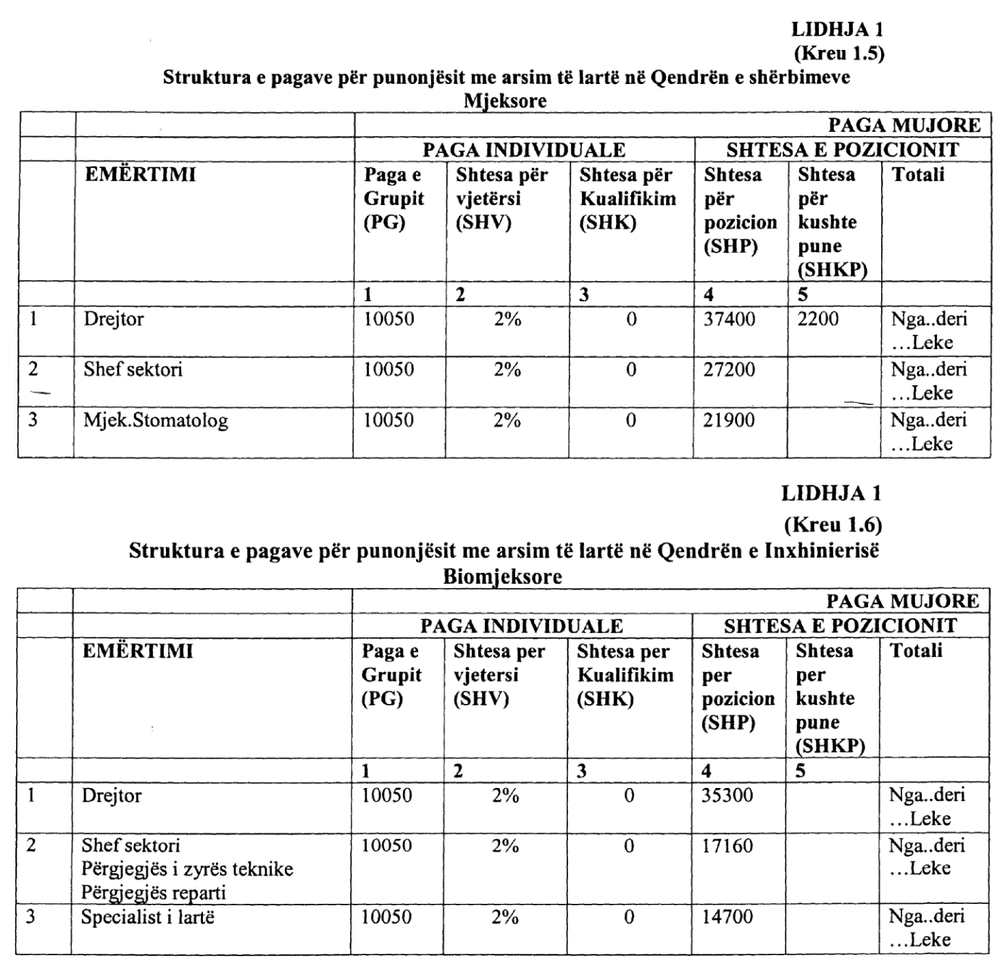 LIDHJA 1
(Kreu 1.5)
Struktura e pagave për punonjësit me arsim të lartë në Qendrën e shërbimeve
Mjeksore
PAGA MUJORE
PAGA INDIVIDUALE SHTESA E POZICIONIT
EMËRTIMI Paga e Grupit (PG) Shtesa për vjetërsi (SHV) Shtesa për Kualifikim (SHK) Shtesa për pozicion (SHP) Shtesa për kushte pune (SHKP) Totali
1 2 3 4 5
1 Drejtor 10050 2% 0 37400 2200 Nga..deri
...Leke
2 Shef sektori 10050 2% 0 27200 Nga..deri
...Leke
3 Mjek.Stomatolog 10050 2% 0 21900 Nga..deri
...Leke
LIDHJA 1
(Kreu 1.6)
Struktura e pagave për punonjësit me arsim të lartë në Qendrën e Inxhinierisë
Biomjeksore
PAGA MUJORE
PAGA INDIVIDUALE SHTESA E POZICIONIT
EMËRTIMI Paga e Grupit (PG) Shtesa per vjetersi (SHV) Shtesa per Kualifikim (SHK) Shtesa per pozicion (SHP) Shtesa per kushte pune (SHKP) Totali
1 2 3 4 5
1 Drejtor 10050 2% 0 35300 Nga..deri
...Leke
2 Shef sektori 10050 2% 0 17160 Nga..deri
Përgjegjës i zyrës teknike ...Leke
Përgjegjës reparti
3 Specialist i lartë 10050 2% 0 14700 Nga..deri
...Leke